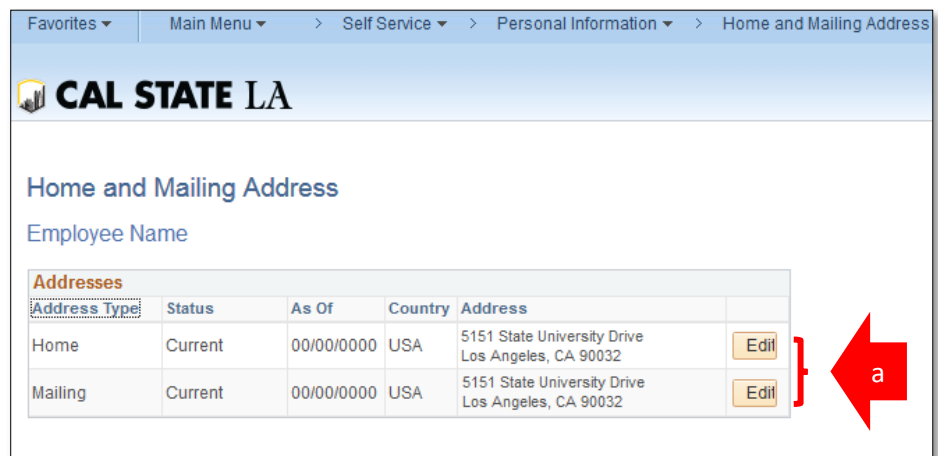 Favorites Main Menu > Self Service > Personal Information > Home and Mailing Address
CAL STATE LA
Home and Mailing Address
Employee Name
Addresses
Address Type Status As Of Country Address
Home Current 00/00/0000 USA 5151 State University Drive
Los Angeles, CA 90032
Edit
Mailing Current 00/00/0000 USA 5151 State University Drive
Los Angeles, CA 90032
Edit
a